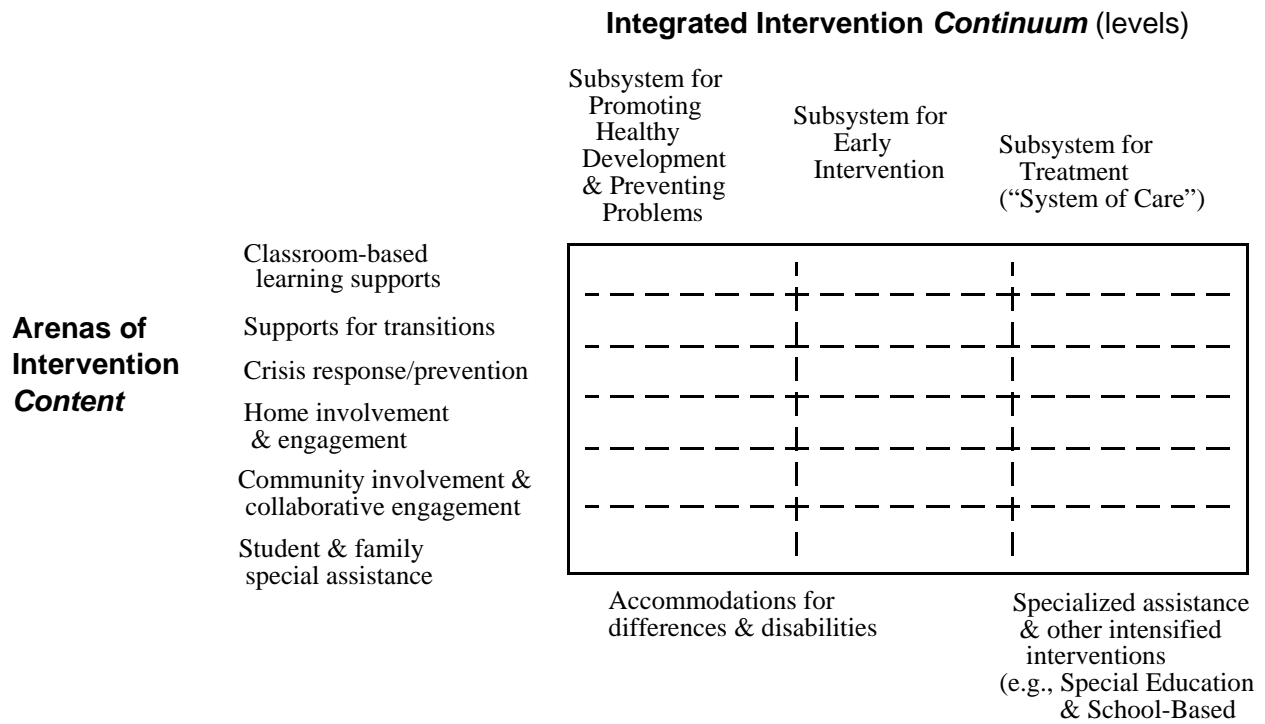 Integrated Intervention Continuum (levels)
Subsystem for
Promoting
Healthy
Development
& Preventing
Problems
Subsystem for
Early
Intervention
Subsystem for
Treatment
(“System of Care”)
Arenas of
Intervention
Content
Classroom-based
learning supports
Supports for transitions
Crisis response/prevention
Home involvement
& engagement
Community involvement &
collaborative engagement
Student & family
special assistance
Accommodations for
differences & disabilities
Specialized assistance
& other intensified
interventions
(e.g., Special Education
& School-Based